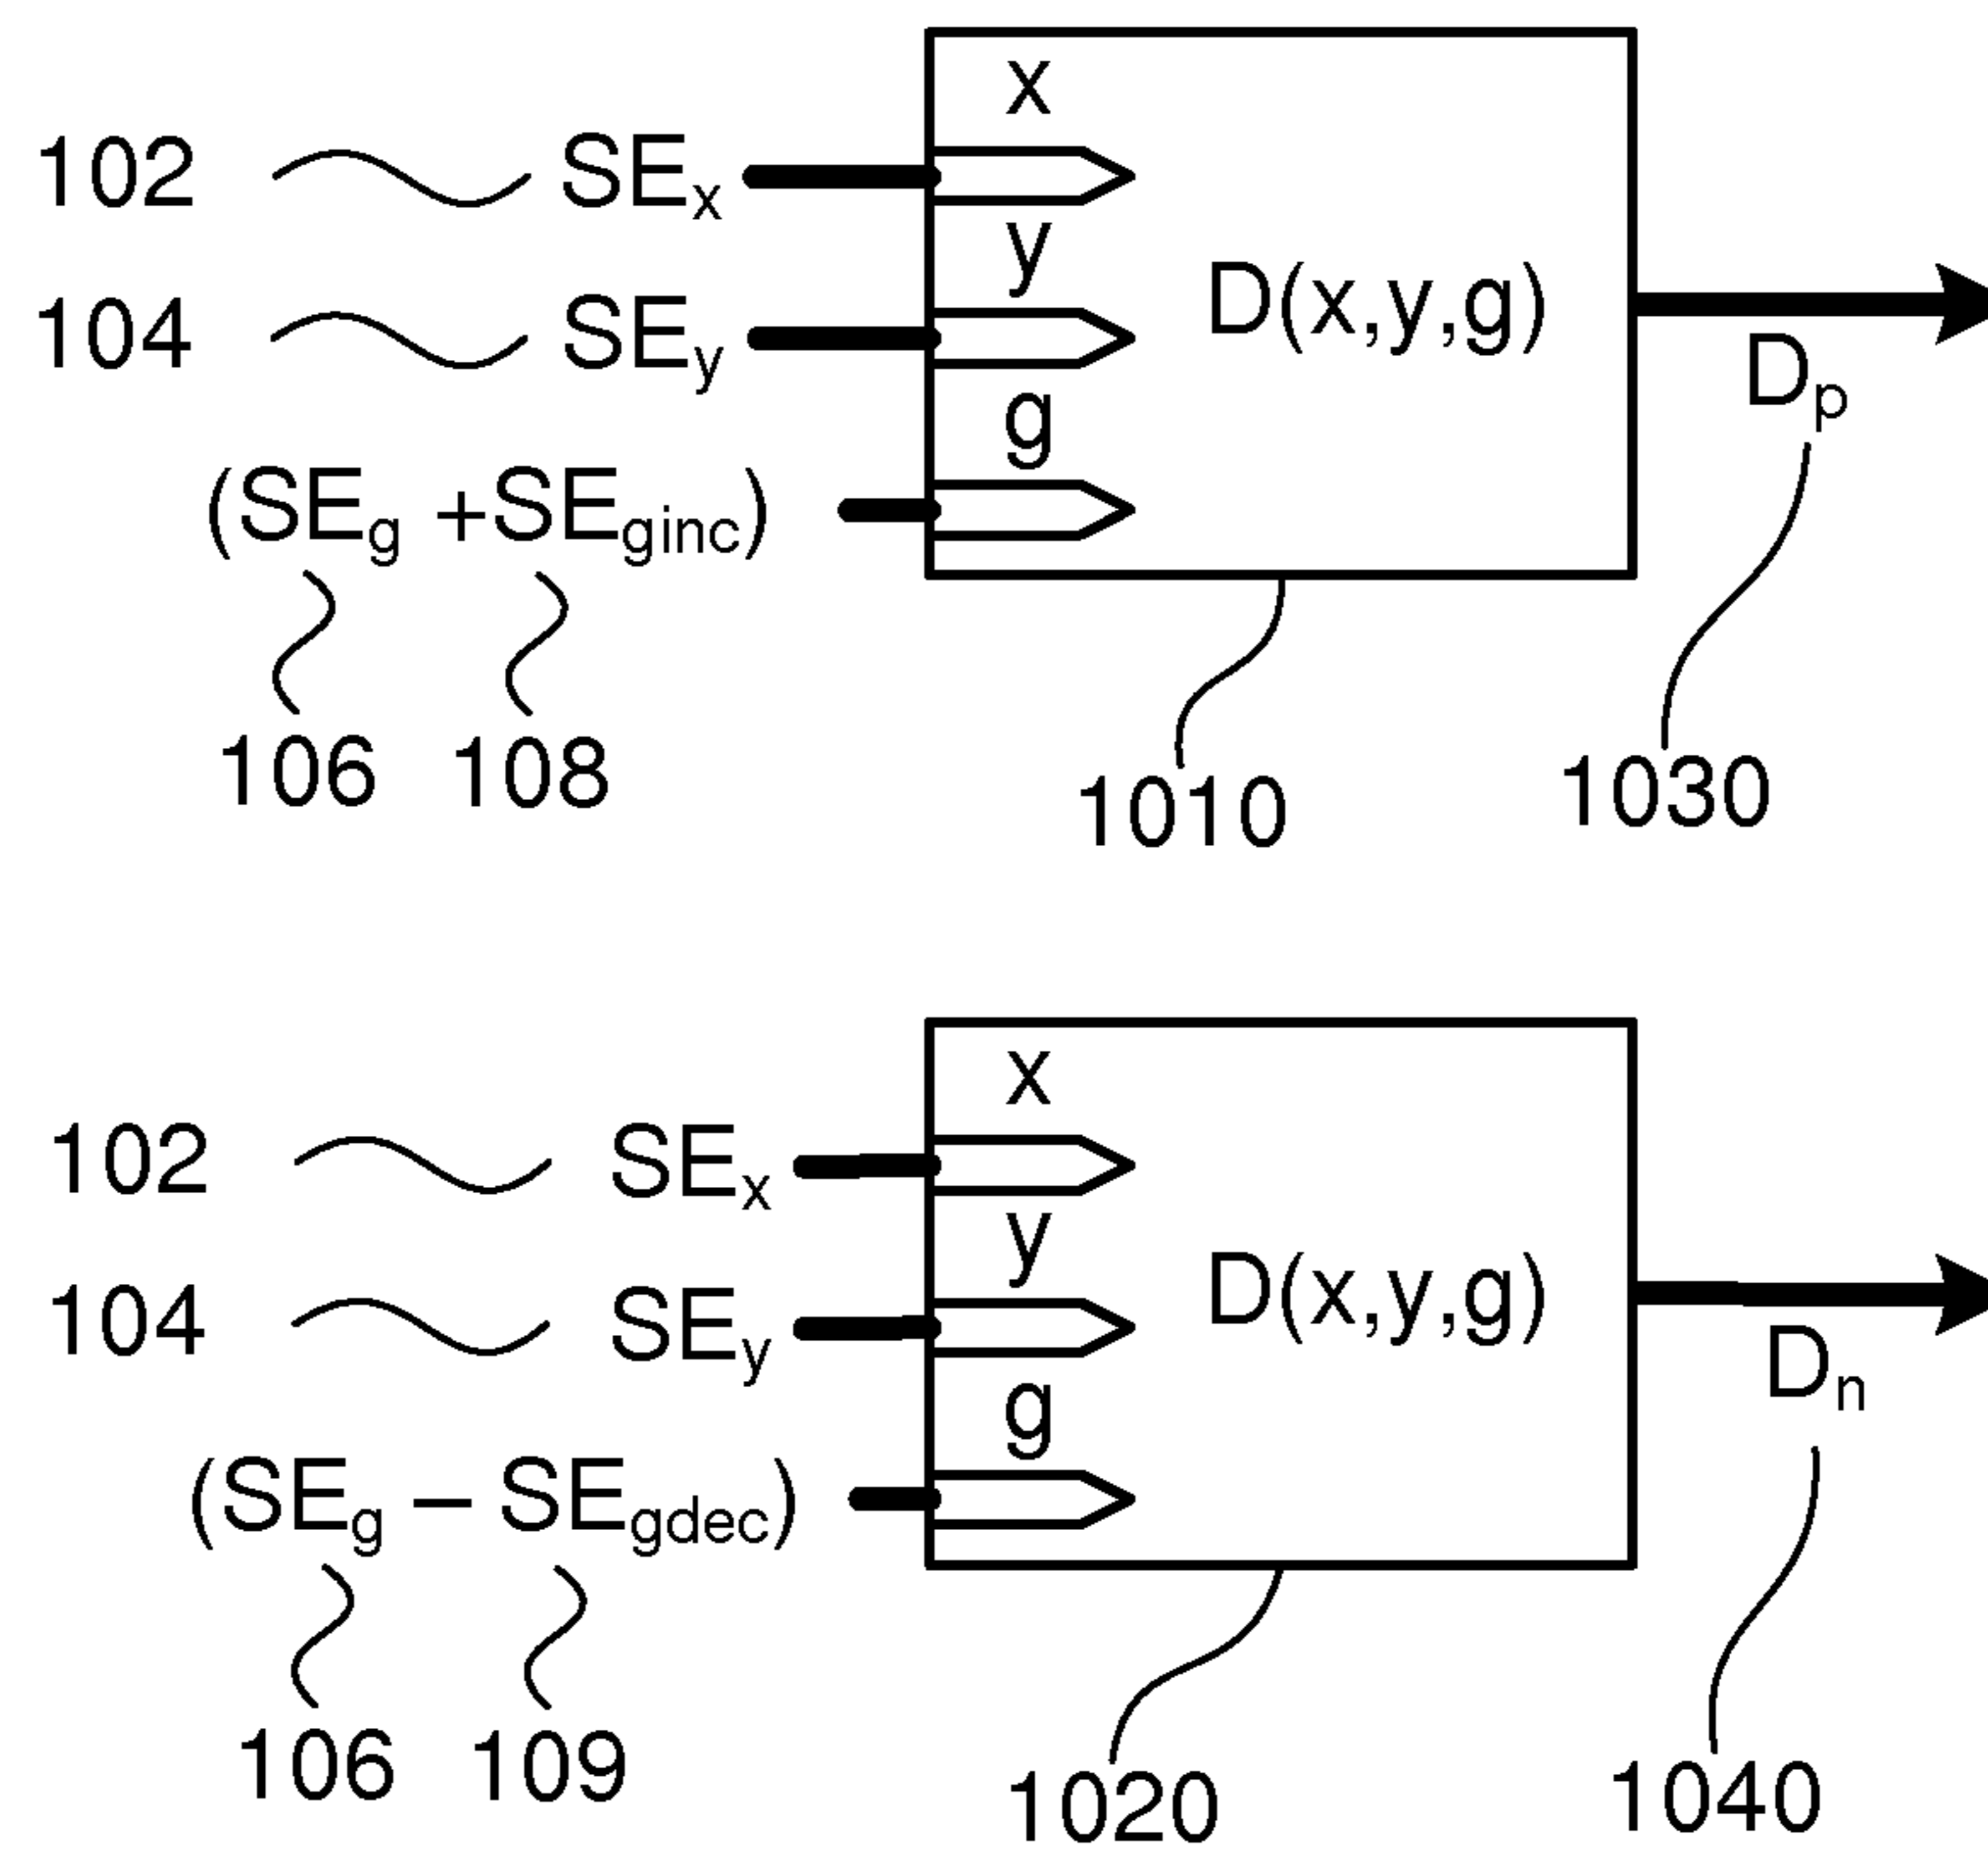 x
102 SEx
y
104 SEy
D(x,y,g)
Dp
g
(SEg +SEginc)
106 108
1010
1030
x
102 SEx
y
104 SEy
D(x,y,g)
Dn
g
(SEg – SEgdec)
106 109
1020
1040